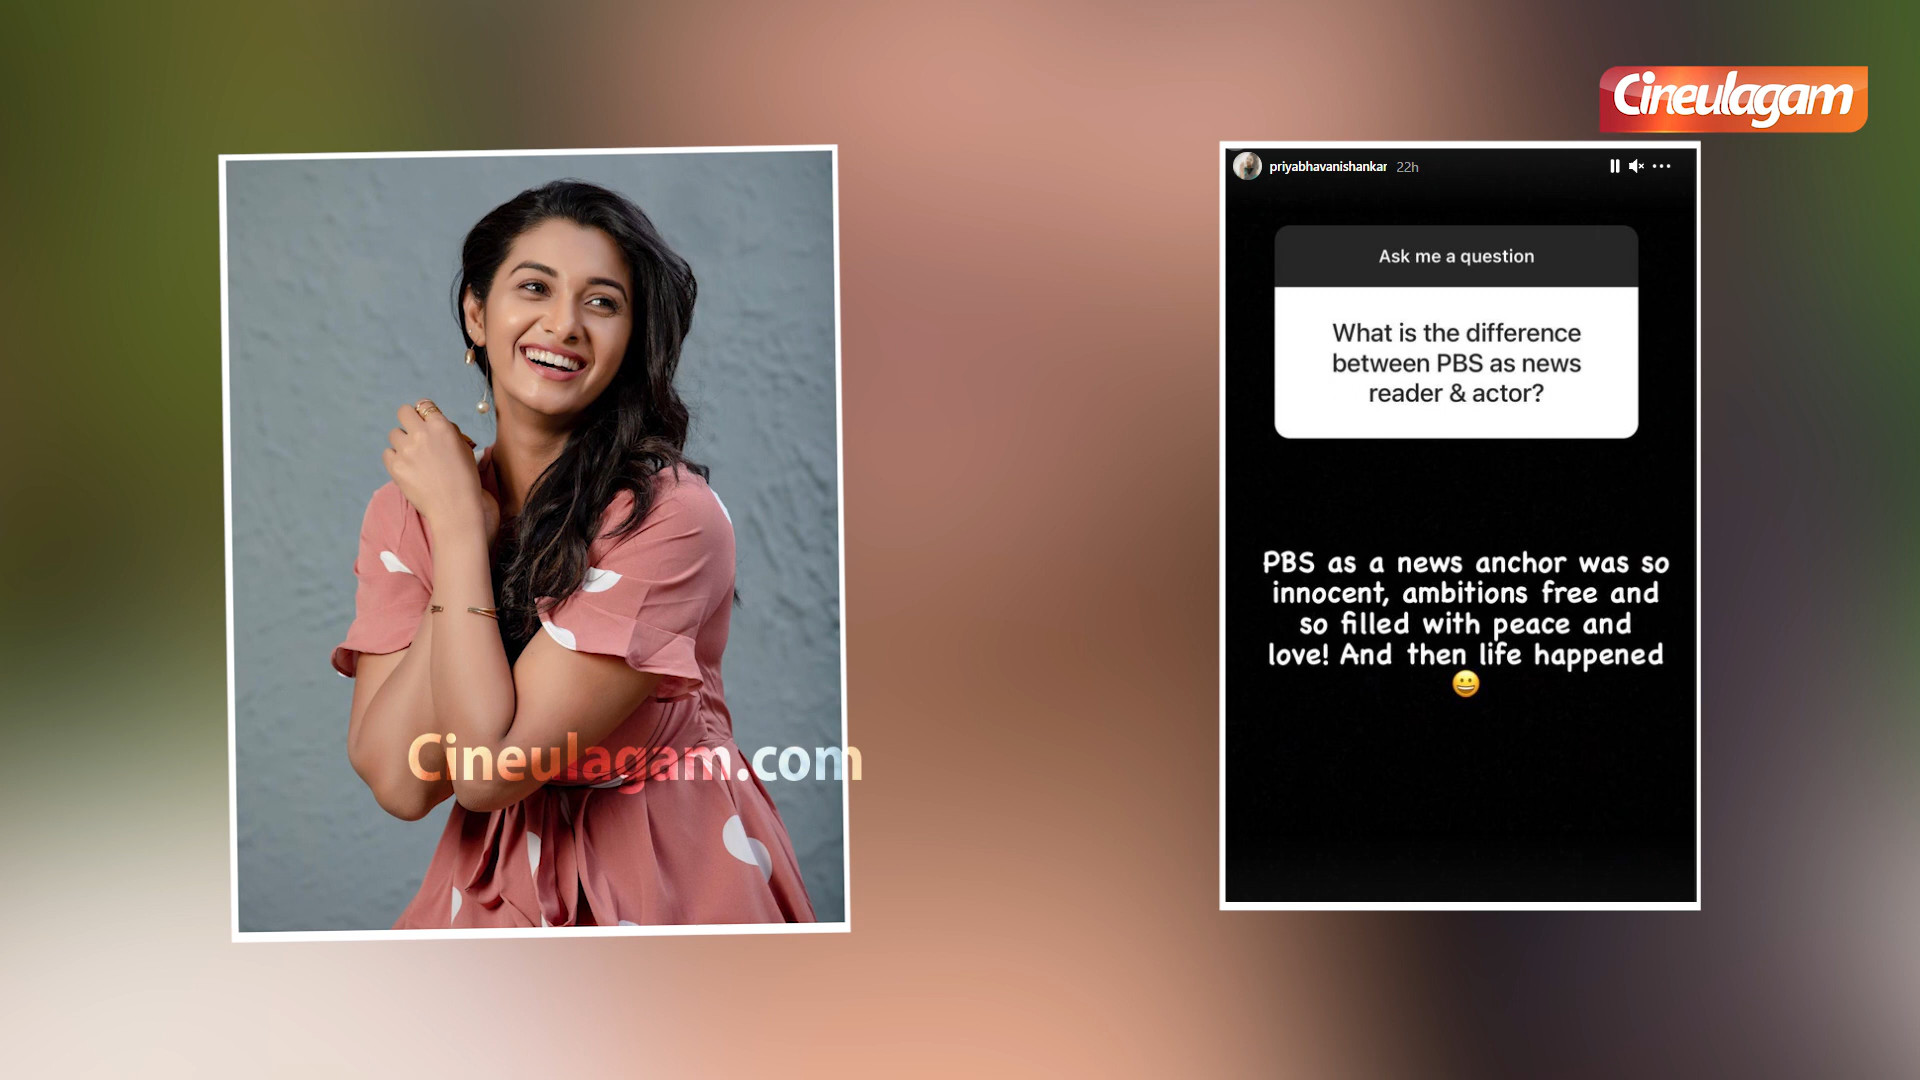 Cineulagam
Cineulagam.com
priyabhavanishankar 22h
Ask me a question
What is the difference
between PBS as news
reader & actor?
PBS as a news anchor was so
innocent, ambitions free and
so filled with peace and
love! And then life happened
😀